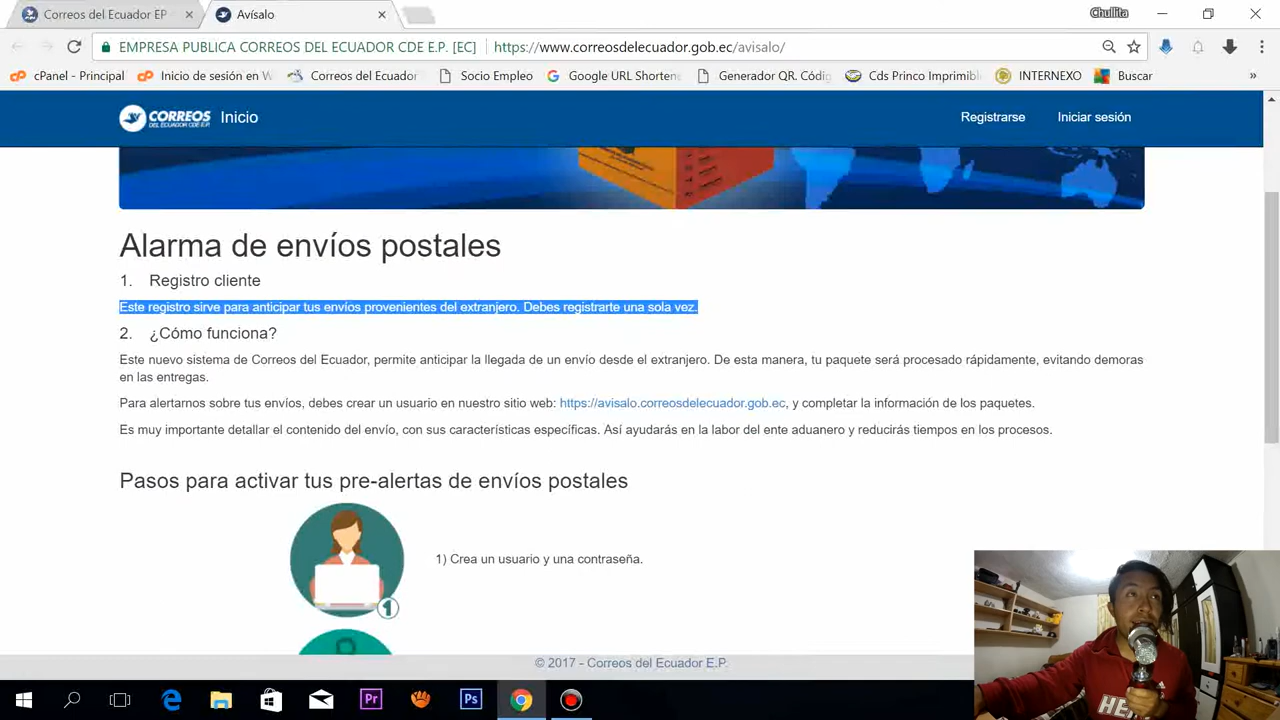 Correos del Ecuador EP
Avísalo
Chullita
EMPRESA PUBLICA CORREOS DEL ECUADOR CDE E.P. [EC]
https://www.correosdelecuador.gob.ec/avisalo/
cPanel - Principal
Inicio de sesión en W
Correos del Ecuador
Socio Empleo
Google URL Shortene
Generador QR. Códig
Cds Princo Imprimibl
INTERNEXO
Buscar
»
CORREOS
DEL ECUADOR CDE E.P.
Inicio
Registrarse
Iniciar sesión
Alarma de envíos postales
1. Registro cliente
Este registro sirve para anticipar tus envíos provenientes del extranjero. Debes registrarte una sola vez.
2. ¿Cómo funciona?
Este nuevo sistema de Correos del Ecuador, permite anticipar la llegada de un envío desde el extranjero. De esta manera, tu paquete será procesado rápidamente, evitando demoras
en las entregas.
Para alertarnos sobre tus envíos, debes crear un usuario en nuestro sitio web: https://avisalo.correosdelecuador.gob.ec, y completar la información de los paquetes.
Es muy importante detallar el contenido del envío, con sus características específicas. Así ayudarás en la labor del ente aduanero y reducirás tiempos en los procesos.
Pasos para activar tus pre-alertas de envíos postales
1) Crea un usuario y una contraseña.
1
© 2017 - Correos del Ecuador E.P.
Pr
Ps